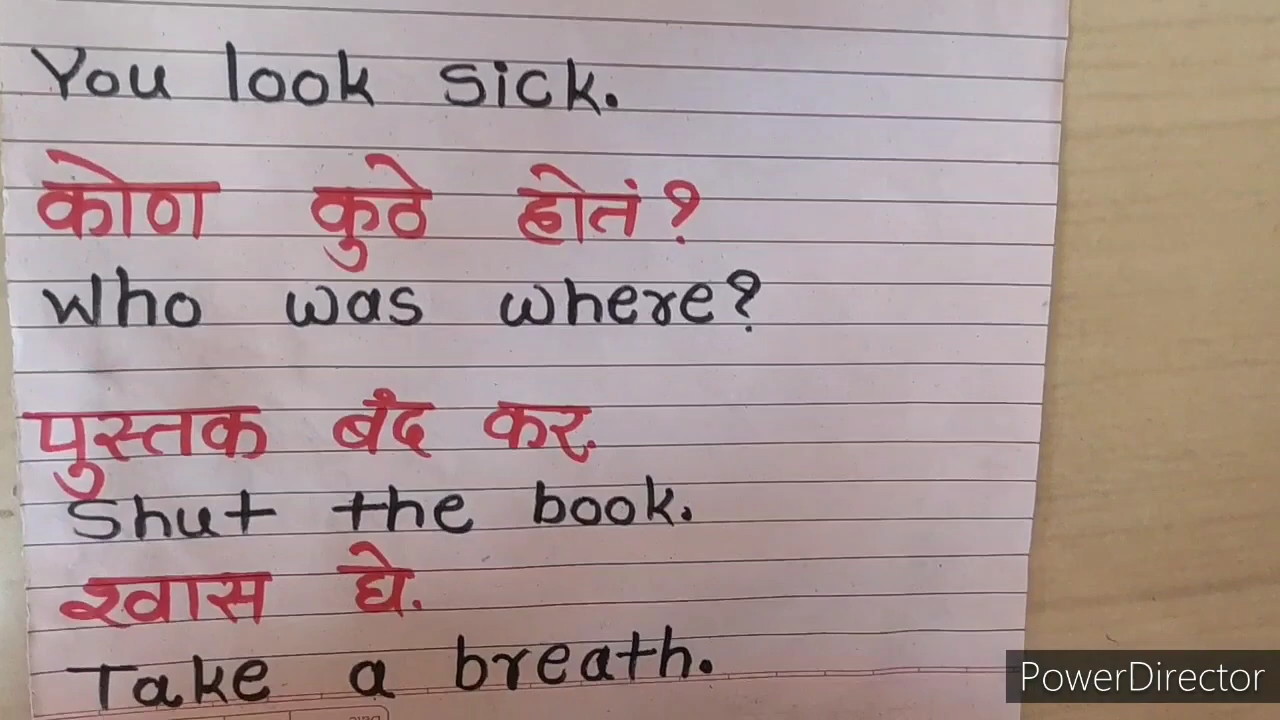 You look sick.
कोण कुठे होतं?
Who was where?
पुस्तक बंद कर.
Shut the book.
श्वास घे.
Take a breath.
PowerDirector